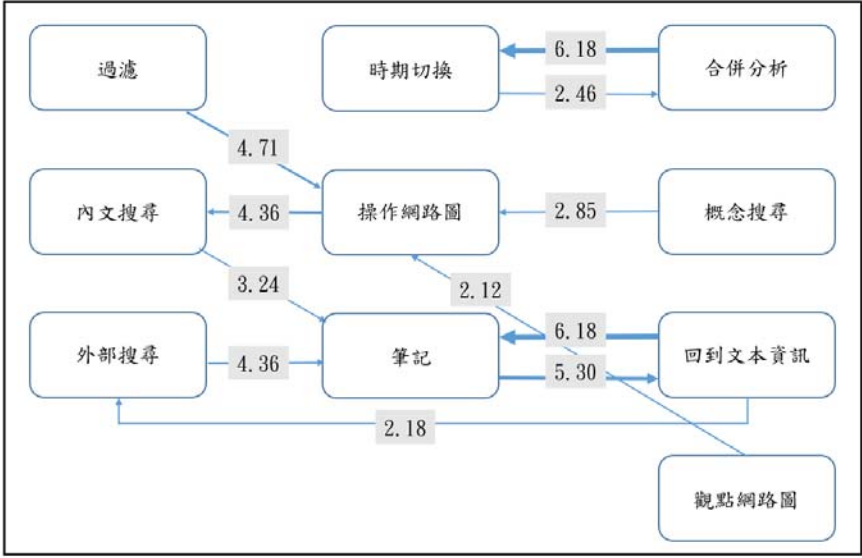 過濾
時期切換
6.18
2.46
合併分析
4.71
內文搜尋
4.36
操作網路圖
2.85
概念搜尋
3.24
2.12
外部搜尋
4.36
筆記
6.18
5.30
回到文本資訊
2.18
觀點網路圖